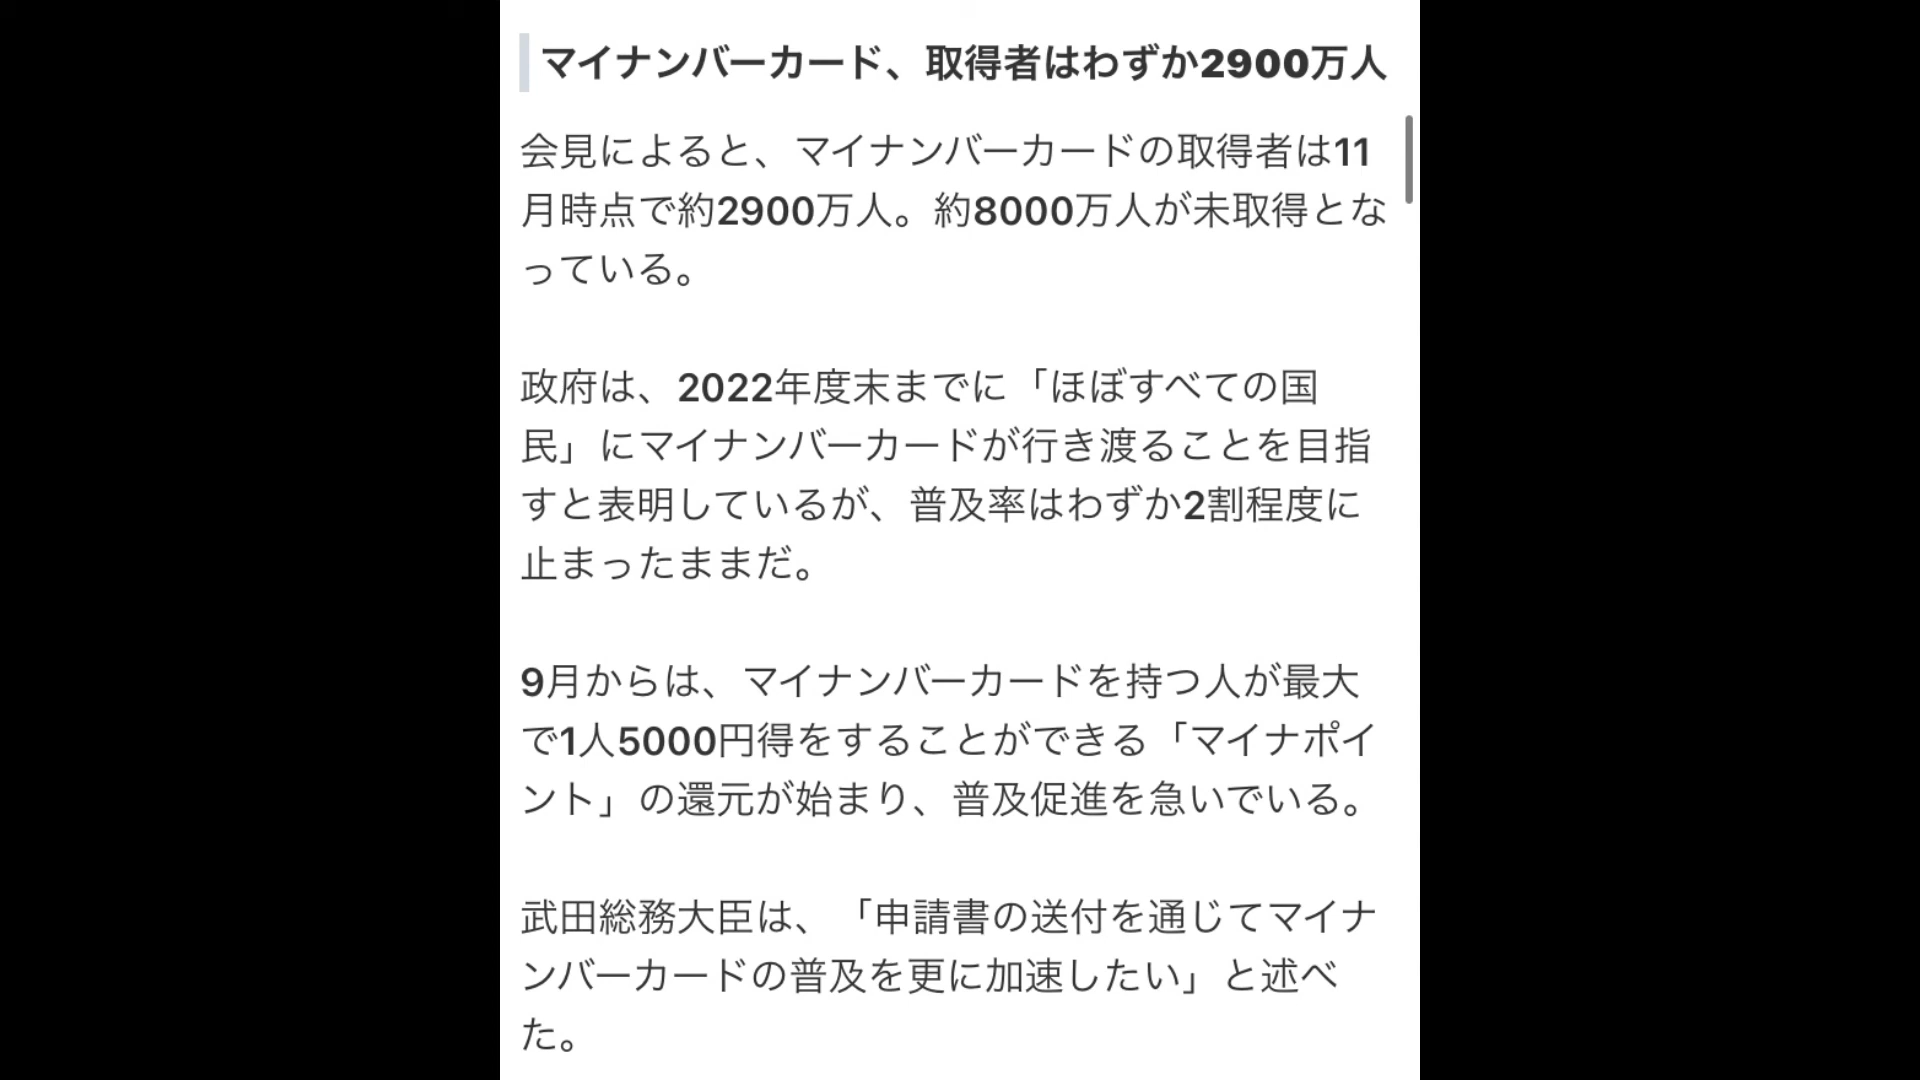 マイナンバーカード、取得者はわずか2900万人
会見によると、マイナンバーカードの取得者は11
月時点で約2900万人。約8000万人が未取得とな
っている。
政府は、2022年度末までに「ほぼすべての国
民」にマイナンバーカードが行き渡ることを目指
すと表明しているが、普及率はわずか2割程度に
止まったままだ。
9月からは、マイナンバーカードを持つ人が最大
で1人5000円得をすることができる「マイナポイ
ント」の還元が始まり、普及促進を急いでいる。
武田総務大臣は、「申請書の送付を通じてマイナ
ンバーカードの普及を更に加速したい」と述べ
た。